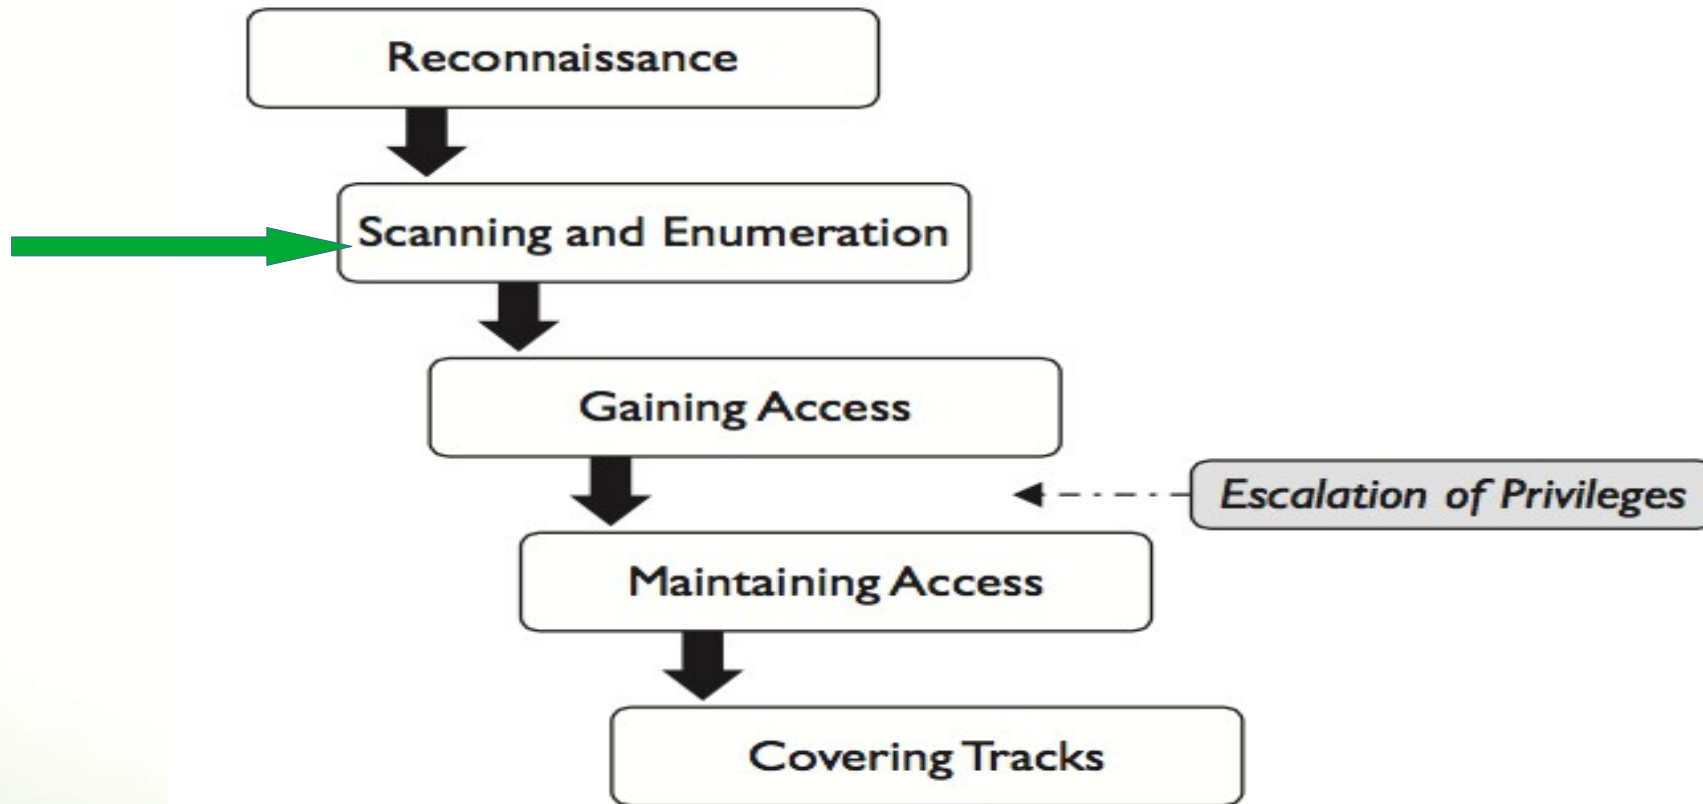 Reconnaissance
Scanning and Enumeration
Gaining Access
Escalation of Privileges
Maintaining Access
Covering Tracks